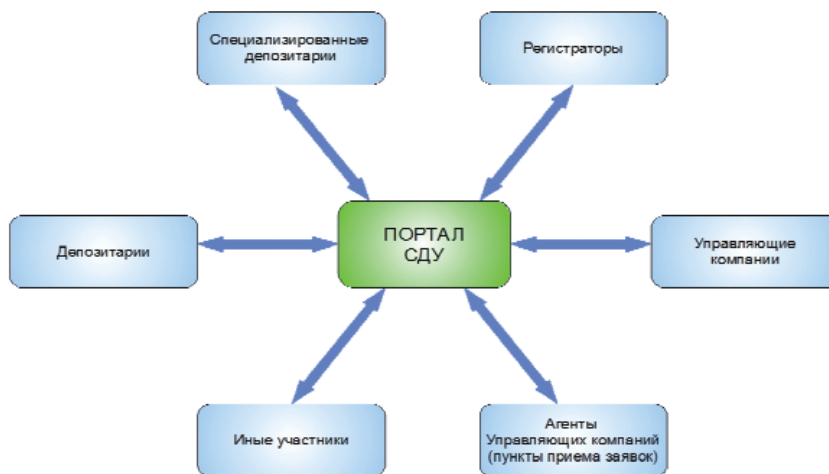 Специализированные
депозитарии
Регистраторы
Депозитарии
ПОРТАЛ
СДУ
Управляющие
компании
Иные участники
Агенты
Управляющих компаний
(пункты приема заявок)